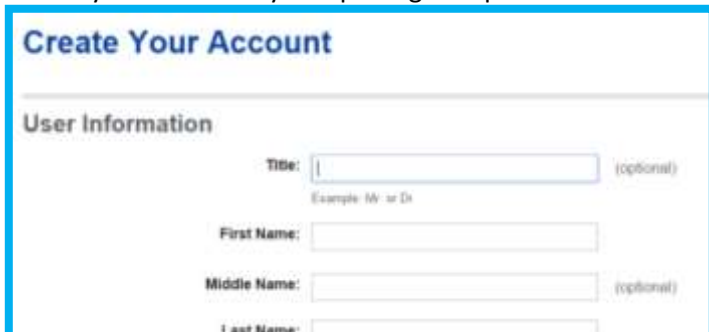 Create Your Account
User Information
Title: (optional)
Example: Mr. or Dr.
First Name:
Middle Name: (optional)
Last Name: